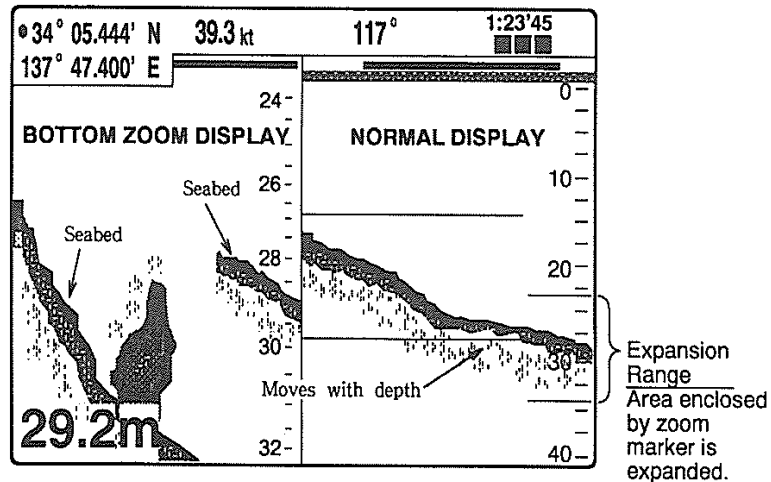 34° 05.444' N 39.3 kt 117° 1:23'45
137° 47.400' E
BOTTOM ZOOM DISPLAY
NORMAL DISPLAY
24
26
28
30
32
0
10
20
30
40
Seabed
Seabed
Moves with depth
29.2m
Expansion
Range
Area enclosed
by zoom
marker is
expanded.